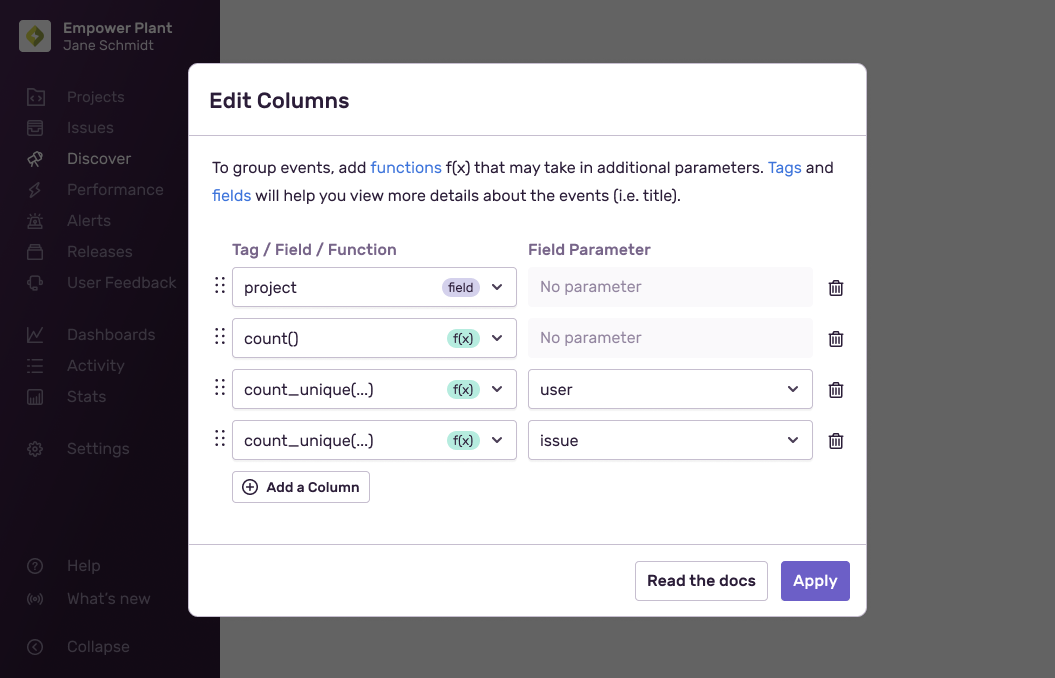 Empower Plant
Jane Schmidt
Projects
Issues
Discover
Performance
Alerts
Releases
User Feedback
Dashboards
Activity
Stats
Settings
Help
What's new
Collapse
Edit Columns
To group events, add functions f(x) that may take in additional parameters. Tags and
fields will help you view more details about the events (i.e. title).
Tag / Field / Function Field Parameter
project field No parameter
count() f(x) No parameter
count_unique(...) f(x) user
count_unique(...) f(x) issue
Add a Column
Read the docs Apply